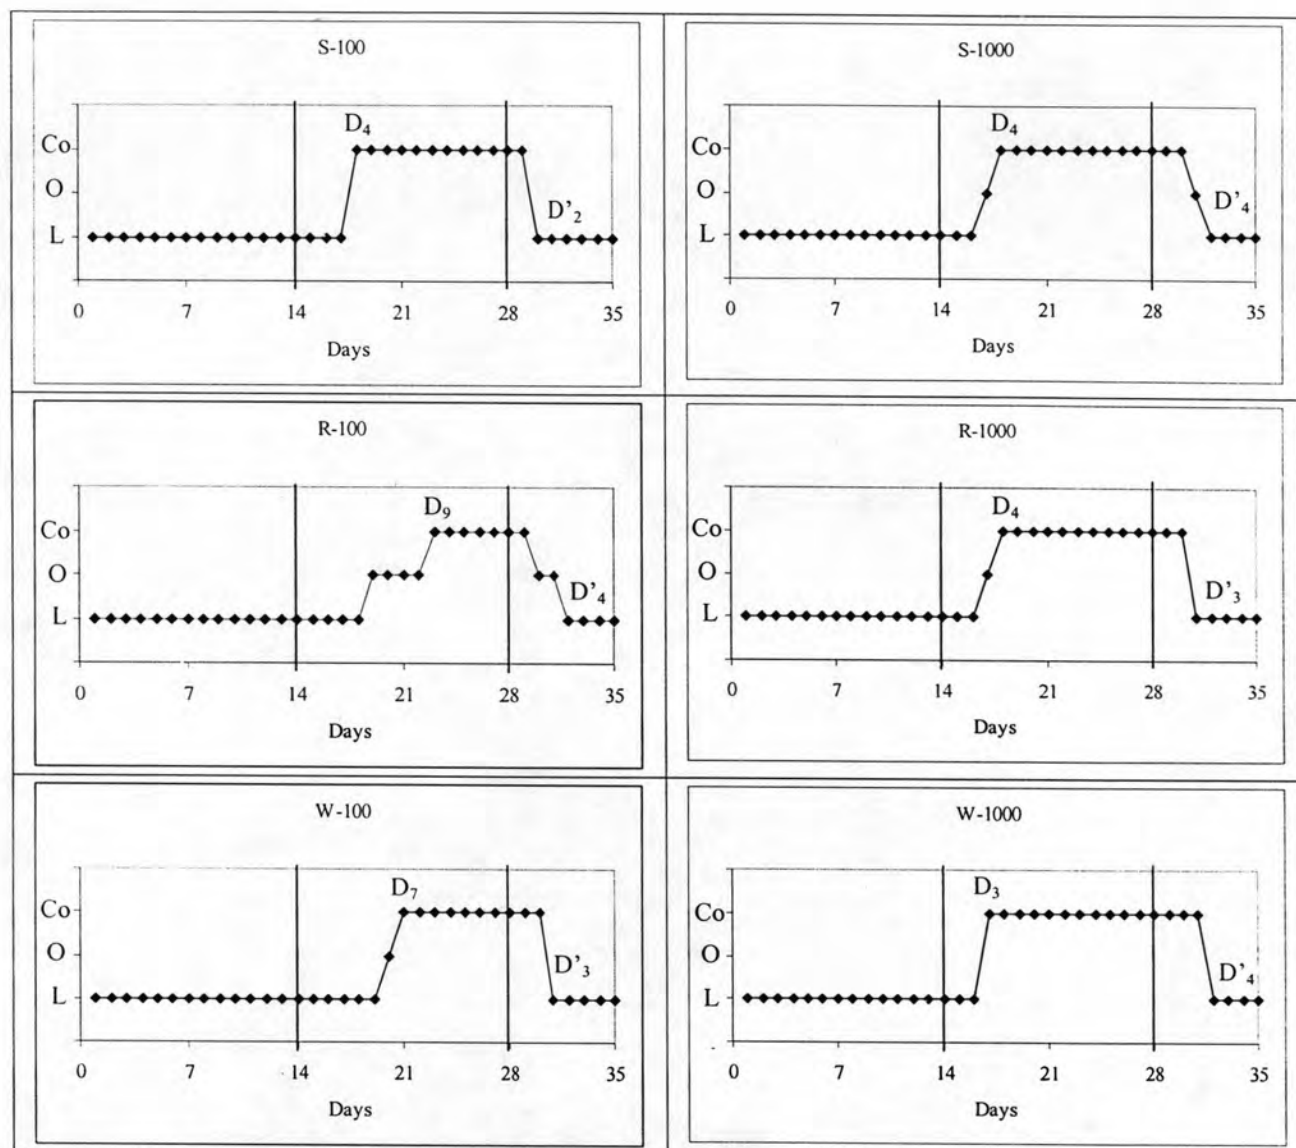 S-100
Co
O
L
D4
D'2
0 7 14 21 28 35
Days
S-1000
Co
O
L
D4
D'4
0 7 14 21 28 35
Days
R-100
Co
O
L
D9
D'4
0 7 14 21 28 35
Days
R-1000
Co
O
L
D4
D'3
0 7 14 21 28 35
Days
W-100
Co
O
L
D7
D'3
0 7 14 21 28 35
Days
W-1000
Co
O
L
D3
D'4
0 7 14 21 28 35
Days